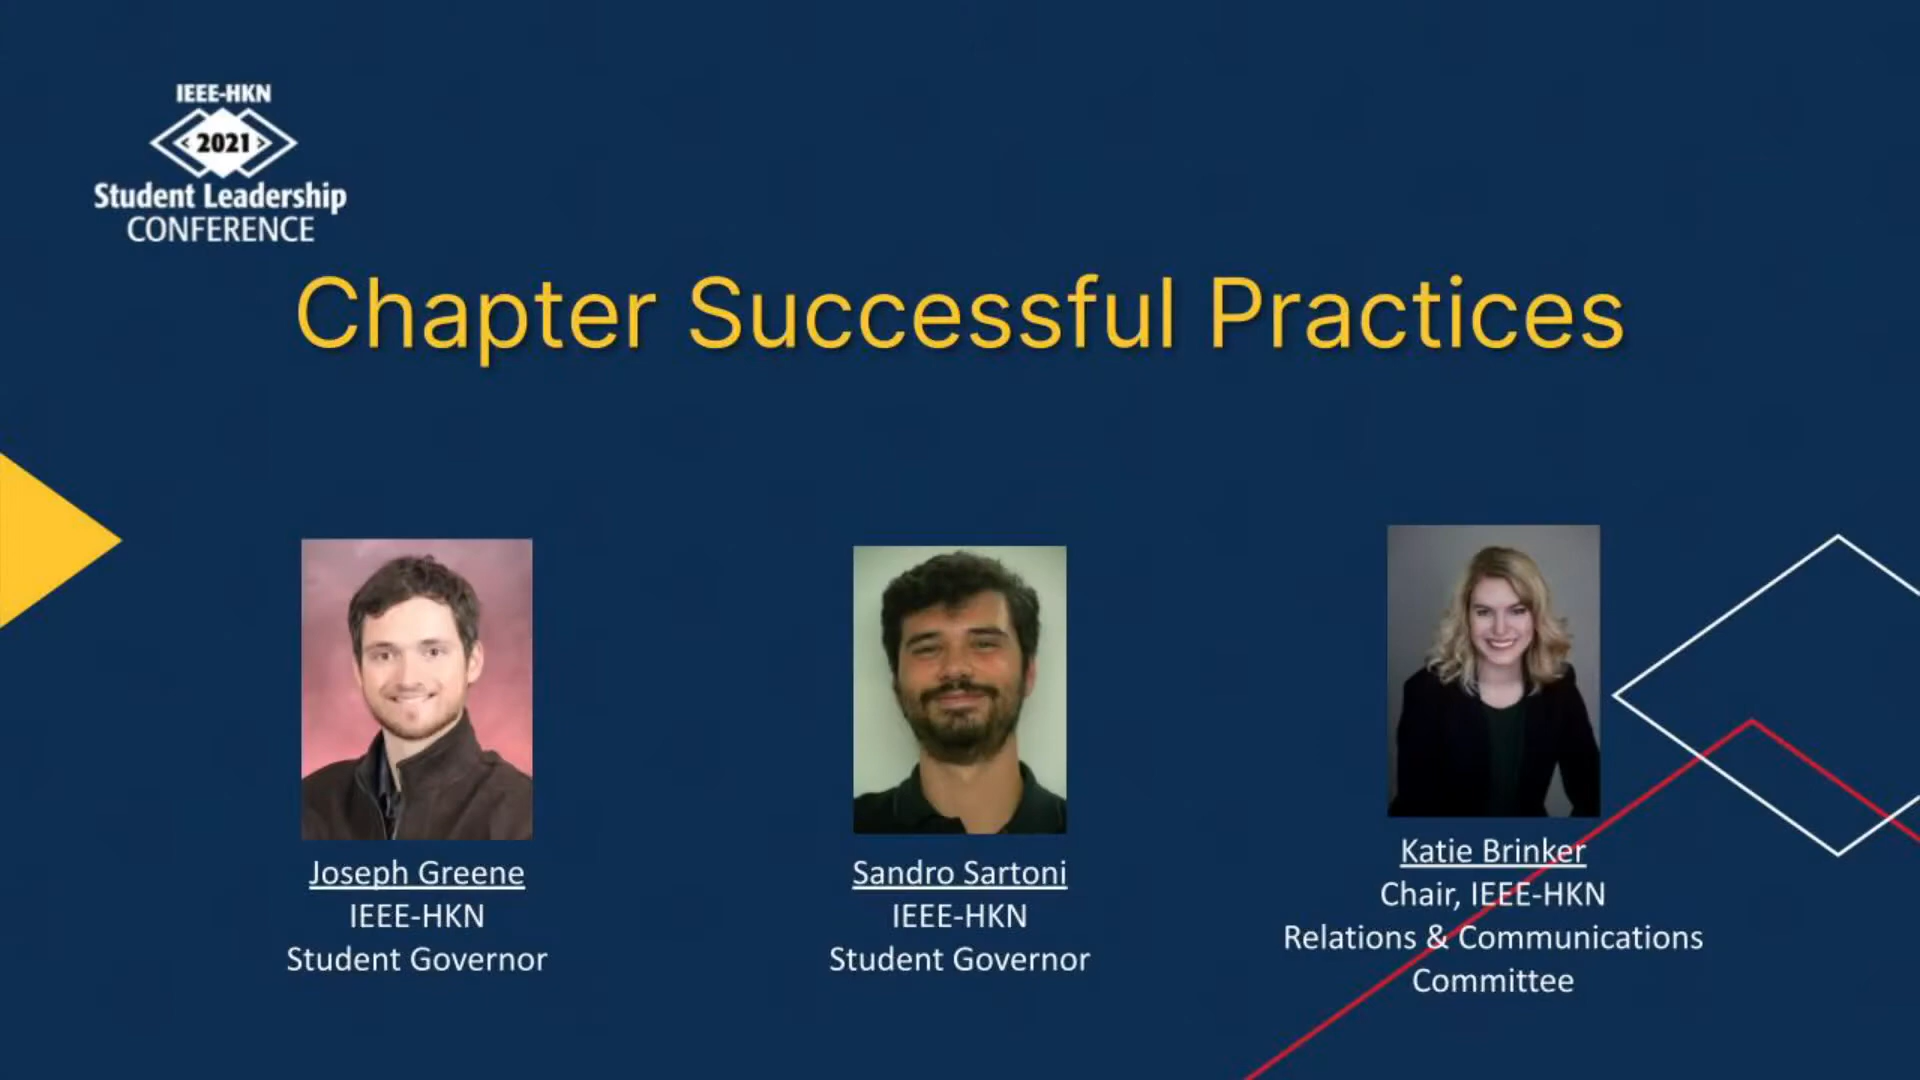 IEEE-HKN
< 2021 >
Student Leadership
CONFERENCE
Chapter Successful Practices
Joseph Greene
IEEE-HKN
Student Governor
Sandro Sartoni
IEEE-HKN
Student Governor
Katie Brinker
Chair, IEEE-HKN
Relations & Communications
Committee